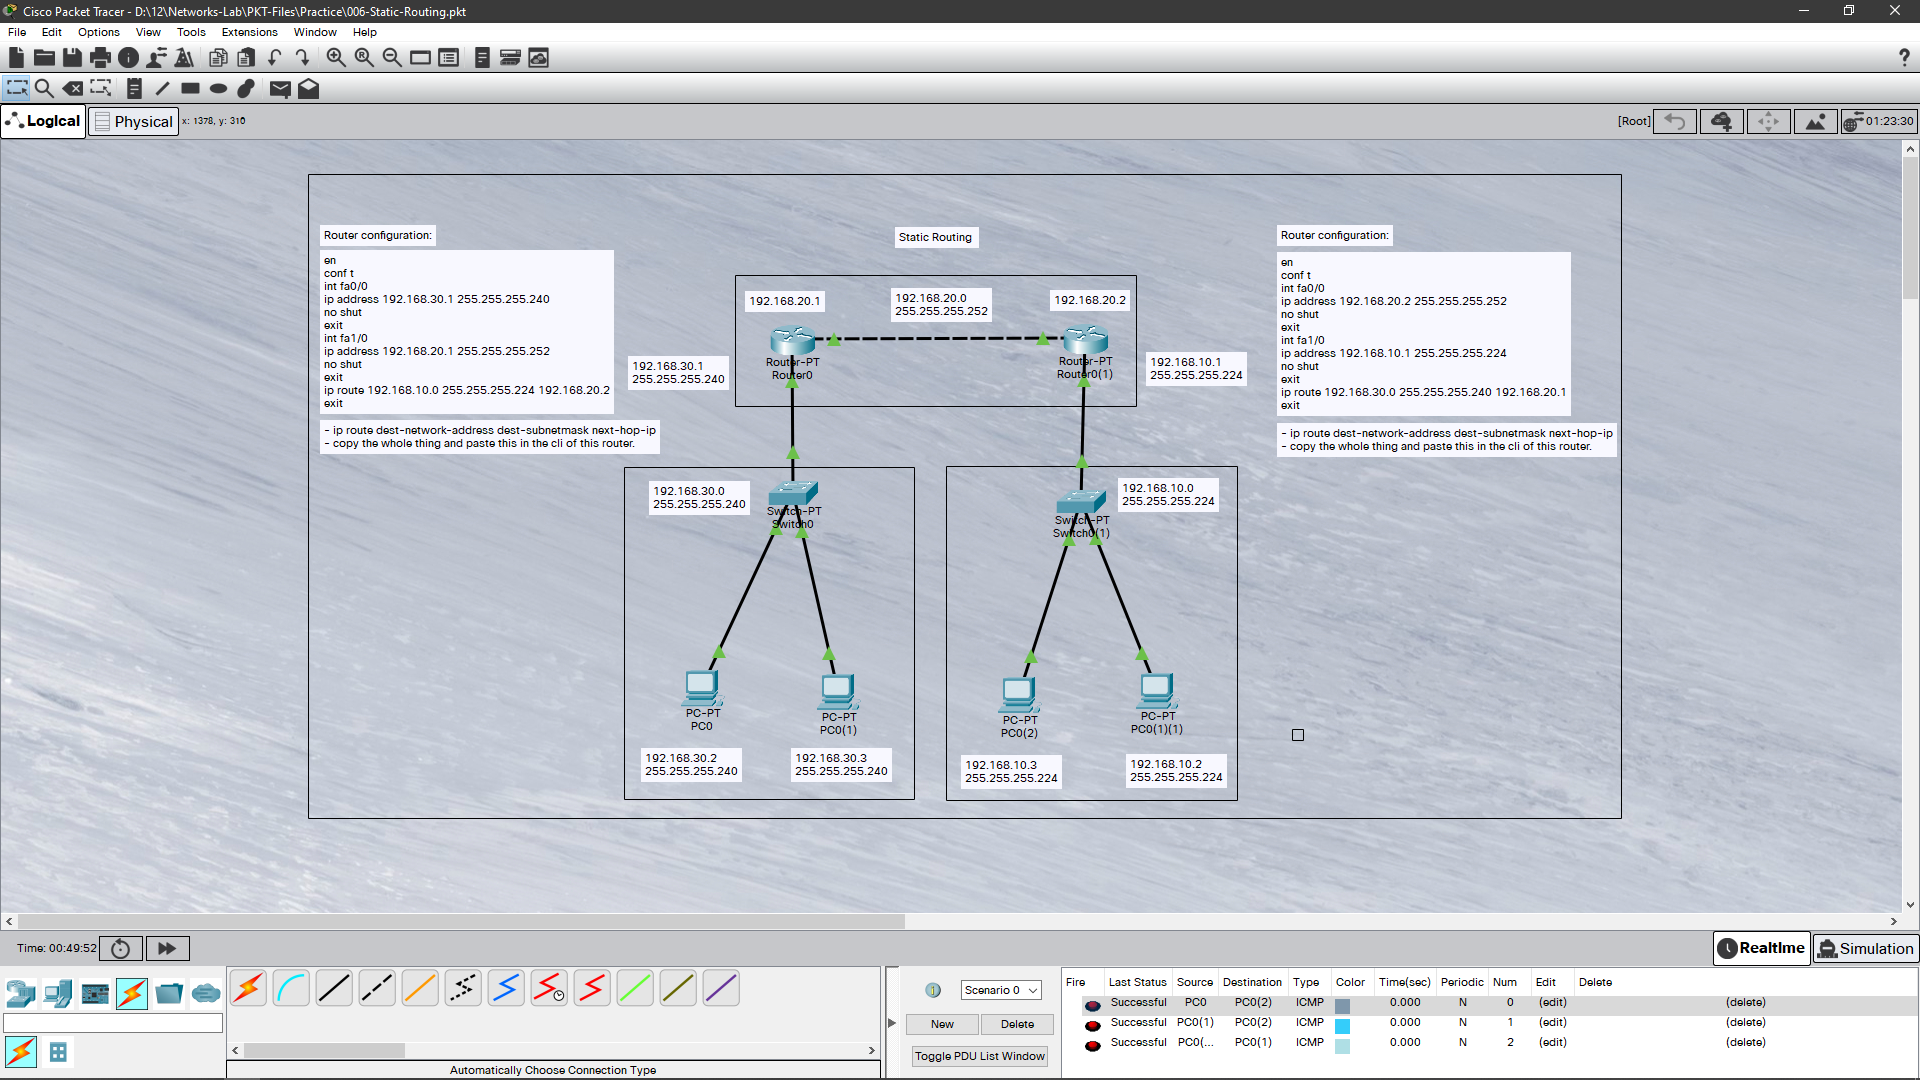 Cisco Packet Tracer - D:\12\Networks-Lab\PKT-Files\Practice\006-Static-Routing.pkt
File Edit Options View Tools Extensions Window Help
Logical Physical x: 1378, y: 310
[Root] 01:23:30
Router configuration:
en
conf t
int fa0/0
ip address 192.168.30.1 255.255.255.240
no shut
exit
int fa1/0
ip address 192.168.20.1 255.255.255.252
no shut
exit
ip route 192.168.10.0 255.255.255.224 192.168.20.2
exit
- ip route dest-network-address dest-subnetmask next-hop-ip
- copy the whole thing and paste this in the cli of this router.
Static Routing
192.168.20.1
192.168.20.0
255.255.255.252
192.168.20.2
Router-PT
Router0
Router-PT
Router0(1)
192.168.30.1
255.255.255.240
192.168.10.1
255.255.255.224
Router configuration:
en
conf t
int fa0/0
ip address 192.168.20.2 255.255.255.252
no shut
exit
int fa1/0
ip address 192.168.10.1 255.255.255.224
no shut
exit
ip route 192.168.30.0 255.255.255.240 192.168.20.1
exit
- ip route dest-network-address dest-subnetmask next-hop-ip
- copy the whole thing and paste this in the cli of this router.
192.168.30.0
255.255.255.240
Switch-PT
Switch0
192.168.10.0
255.255.255.224
Switch-PT
Switch0(1)
PC-PT
PC0
PC-PT
PC0(1)
PC-PT
PC0(2)
PC-PT
PC0(1)(1)
192.168.30.2
255.255.255.240
192.168.30.3
255.255.255.240
192.168.10.3
255.255.255.224
192.168.10.2
255.255.255.224
Time: 00:49:52
Realtime Simulation
Scenario 0
New Delete
Toggle PDU List Window
Automatically Choose Connection Type
Fire Last Status Source Destination Type Color Time(sec) Periodic Num Edit Delete
Successful PC0 PC0(2) ICMP 0.000 N 0 (edit) (delete)
Successful PC0(1) PC0(2) ICMP 0.000 N 1 (edit) (delete)
Successful PC0(... PC0(1) ICMP 0.000 N 2 (edit) (delete)